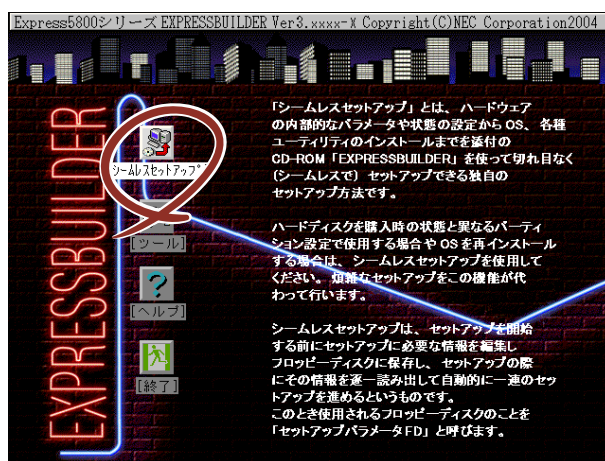 Express5800シリーズ EXPRESSBUILDER Ver3.xxxx-X Copyright(C)NEC Corporation2004
EXPRESSBUILDER
シームレスセットアップ
[ツール]
[ヘルプ]
[終了]
「シームレスセットアップ」とは、ハードウェア
の内部的なパラメータや状態の設定からOS、各種
ユーティリティのインストールまでを添付の
CD-ROM「EXPRESSBUILDER」を使って切れ目なく
(シームレスで)セットアップできる独自の
セットアップ方法です。
ハードディスクを購入時の状態と異なるパーティ
ション設定で使用する場合やOSを再インストール
する場合は、シームレスセットアップを使用して
ください。煩雑なセットアップをこの機能が代
わって行います。
シームレスセットアップは、セットアップを開始
する前にセットアップに必要な情報を編集し
フロッピーディスクに保存し、セットアップの際
にその情報を逐一読み出して自動的に一連のセッ
トアップを進めるというものです。
このとき使用されるフロッピーディスクのことを
「セットアップパラメータFD」と呼びます。